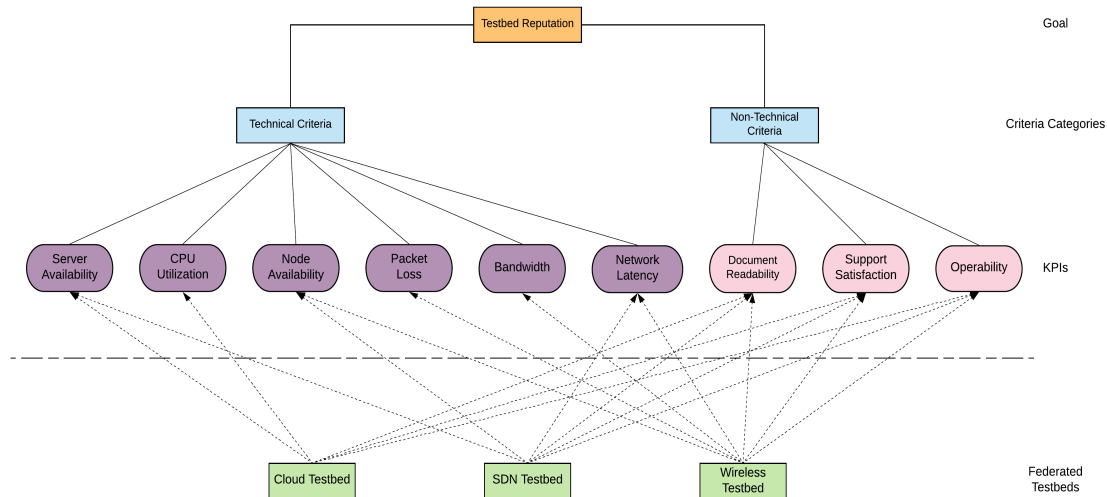 Testbed Reputation
Goal
Technical Criteria
Non-Technical
Criteria
Criteria Categories
Server
Availability
CPU
Utilization
Node
Availability
Packet
Loss
Bandwidth
Network
Latency
Document
Readability
Support
Satisfaction
Operability
KPIs
Cloud Testbed
SDN Testbed
Wireless
Testbed
Federated
Testbeds